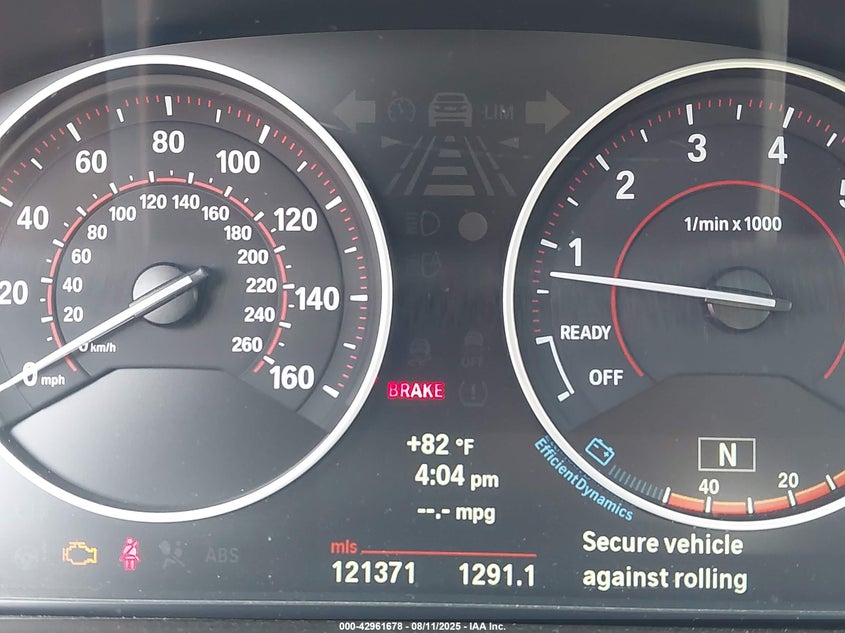 20 40 60 80 100 120 140 160
0 mph
20 40 60 80 100 120 140 160 180 200 220 240 260
km/h
LIM
BRAKE
OFF
+82 °F
4:04 pm
--.- mpg
mls
121371 1291.1
ABS
1 2 3 4 5
1/min x 1000
READY
OFF
N
40 20
EfficientDynamics
Secure vehicle
against rolling
000-42961678 - 08/11/2025 - IAA Inc.